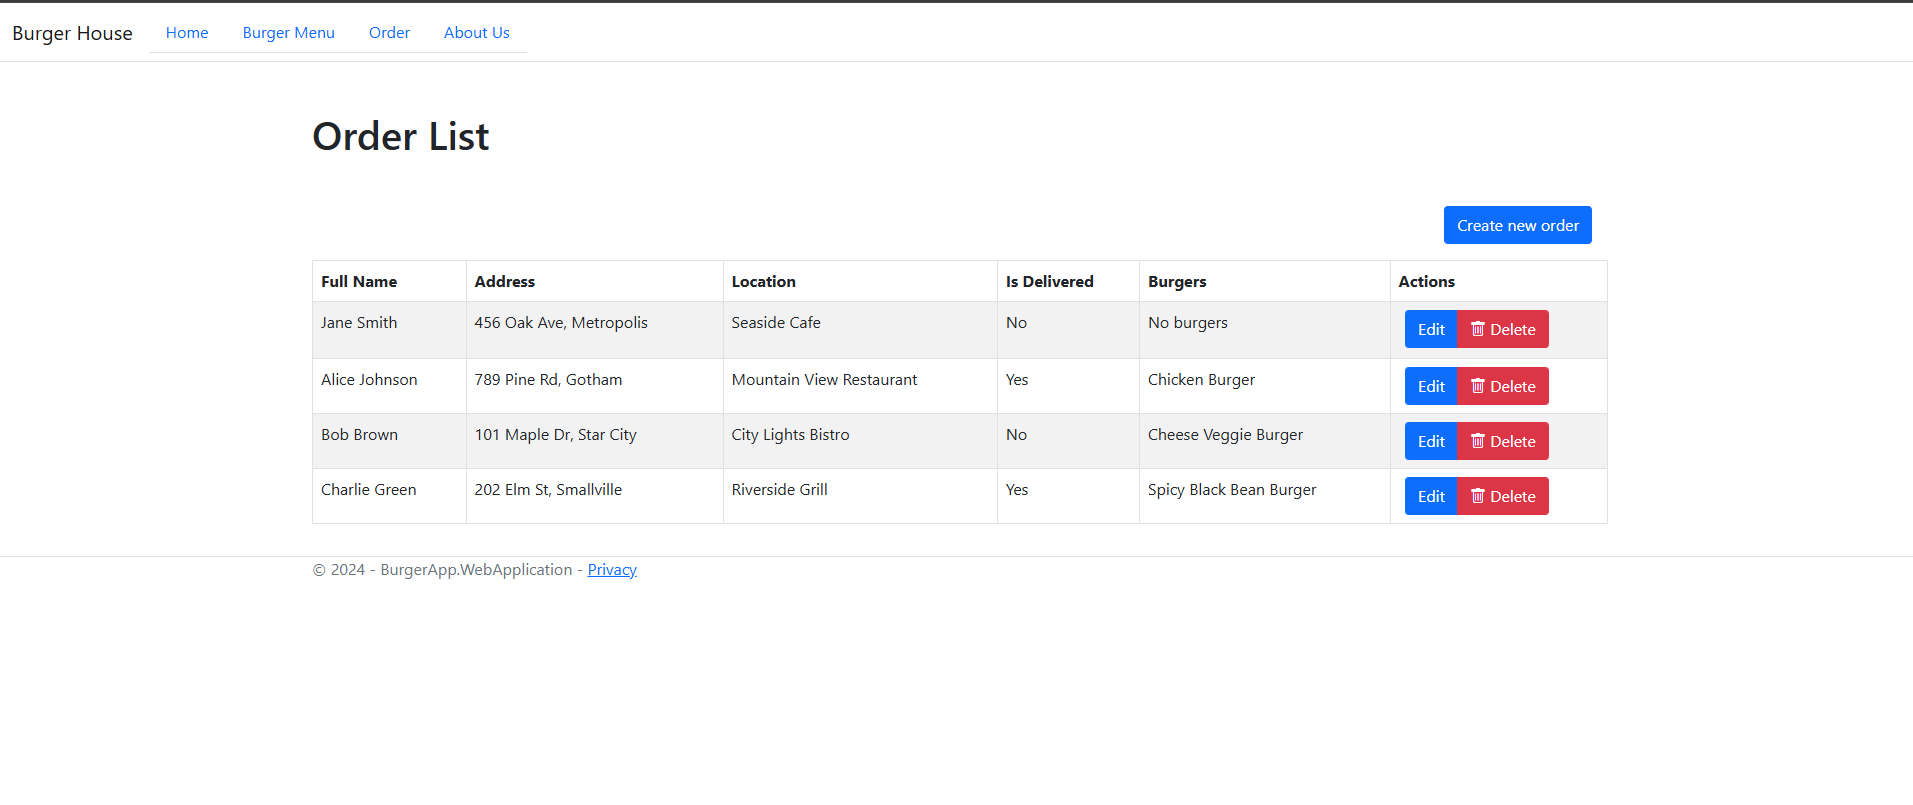 Burger House Home Burger Menu Order About Us
Order List
Create new order
Full Name Address Location Is Delivered Burgers Actions
Jane Smith 456 Oak Ave, Metropolis Seaside Cafe No No burgers Edit Delete
Alice Johnson 789 Pine Rd, Gotham Mountain View Restaurant Yes Chicken Burger Edit Delete
Bob Brown 101 Maple Dr, Star City City Lights Bistro No Cheese Veggie Burger Edit Delete
Charlie Green 202 Elm St, Smallville Riverside Grill Yes Spicy Black Bean Burger Edit Delete
© 2024 - BurgerApp.WebApplication - Privacy